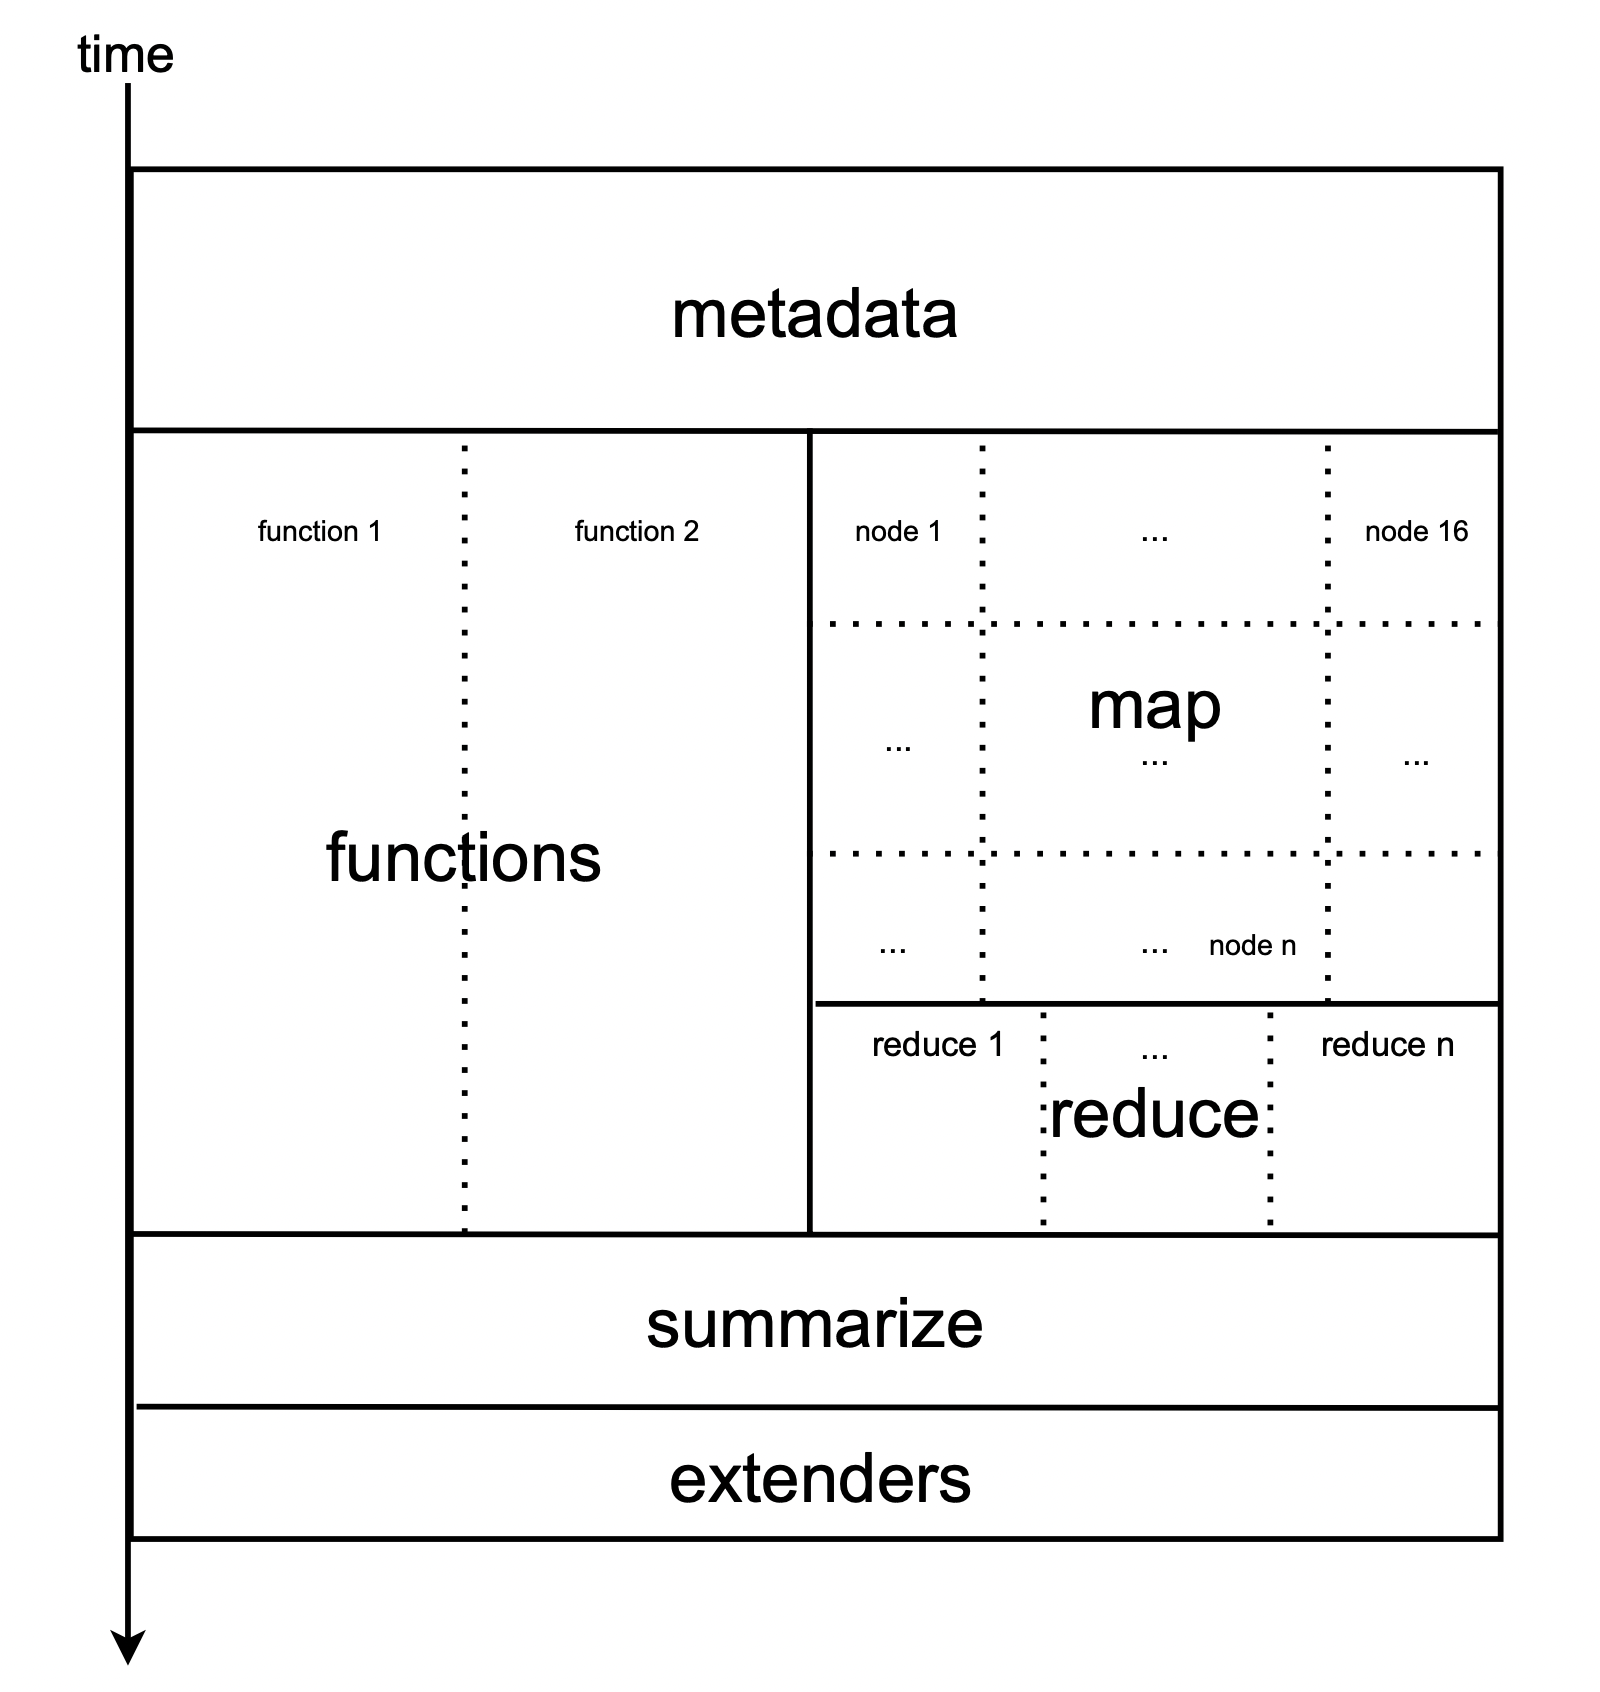 time
metadata
function 1
function 2
node 1
...
node 16
map
...
...
...
functions
...
... node n
reduce 1
...
reduce n
reduce
summarize
extenders